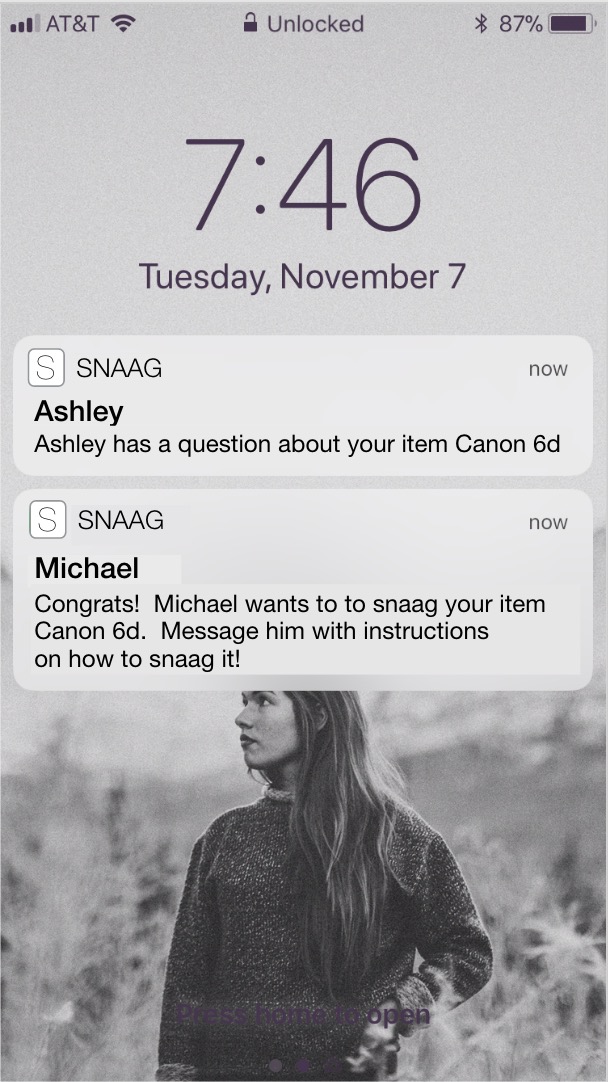 AT&T Unlocked 87%
7:46
Tuesday, November 7
S SNAAG now
Ashley
Ashley has a question about your item Canon 6d
S SNAAG now
Michael
Congrats!  Michael wants to to snaag your item
Canon 6d.  Message him with instructions
on how to snaag it!
Press home to open